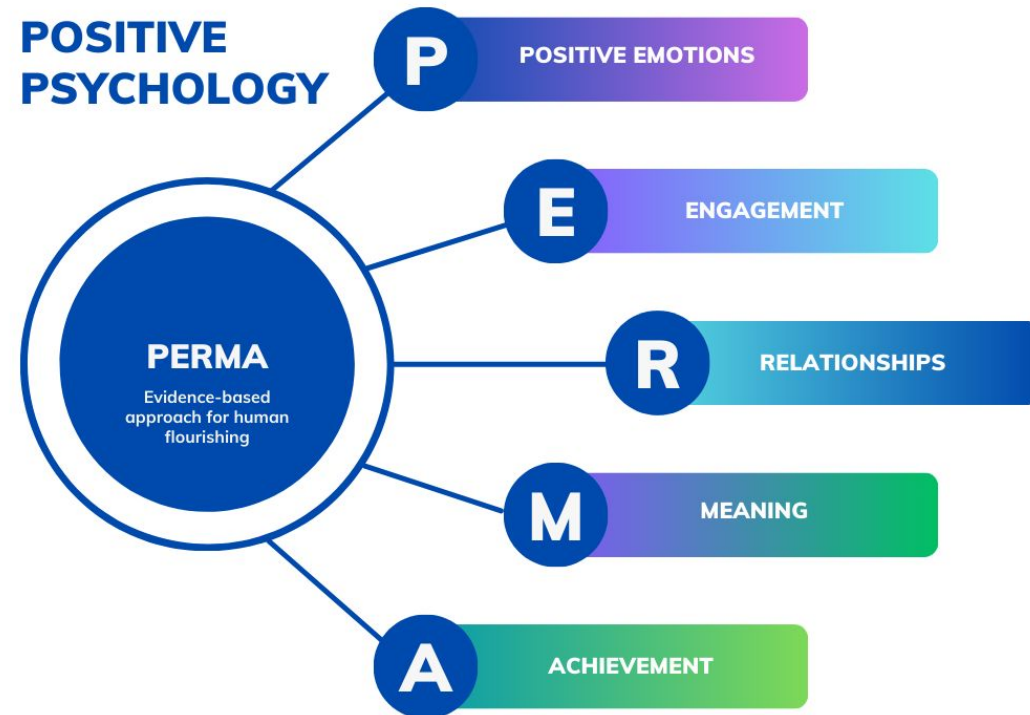 POSITIVE
PSYCHOLOGY
P
POSITIVE EMOTIONS
E
ENGAGEMENT
R
RELATIONSHIPS
PERMA
Evidence-based
approach for human
flourishing
M
MEANING
A
ACHIEVEMENT